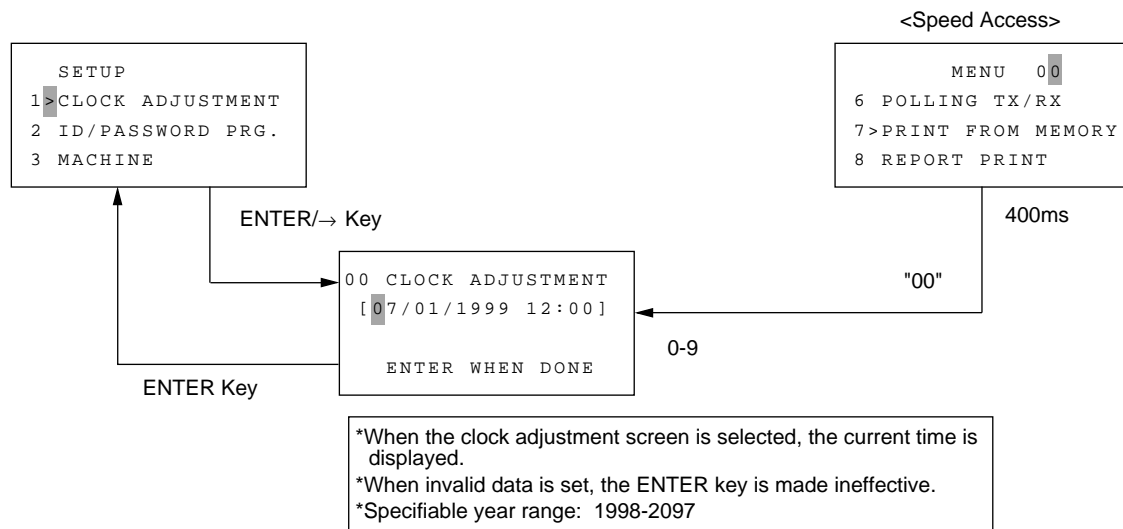 <Speed Access>
SETUP
1>CLOCK ADJUSTMENT
2 ID/PASSWORD PRG.
3 MACHINE
MENU 00
6 POLLING TX/RX
7>PRINT FROM MEMORY
8 REPORT PRINT
ENTER/→ Key
400ms
00 CLOCK ADJUSTMENT
[07/01/1999 12:00]
ENTER WHEN DONE
"00"
0-9
ENTER Key
*When the clock adjustment screen is selected, the current time is
displayed.
*When invalid data is set, the ENTER key is made ineffective.
*Specifiable year range: 1998-2097